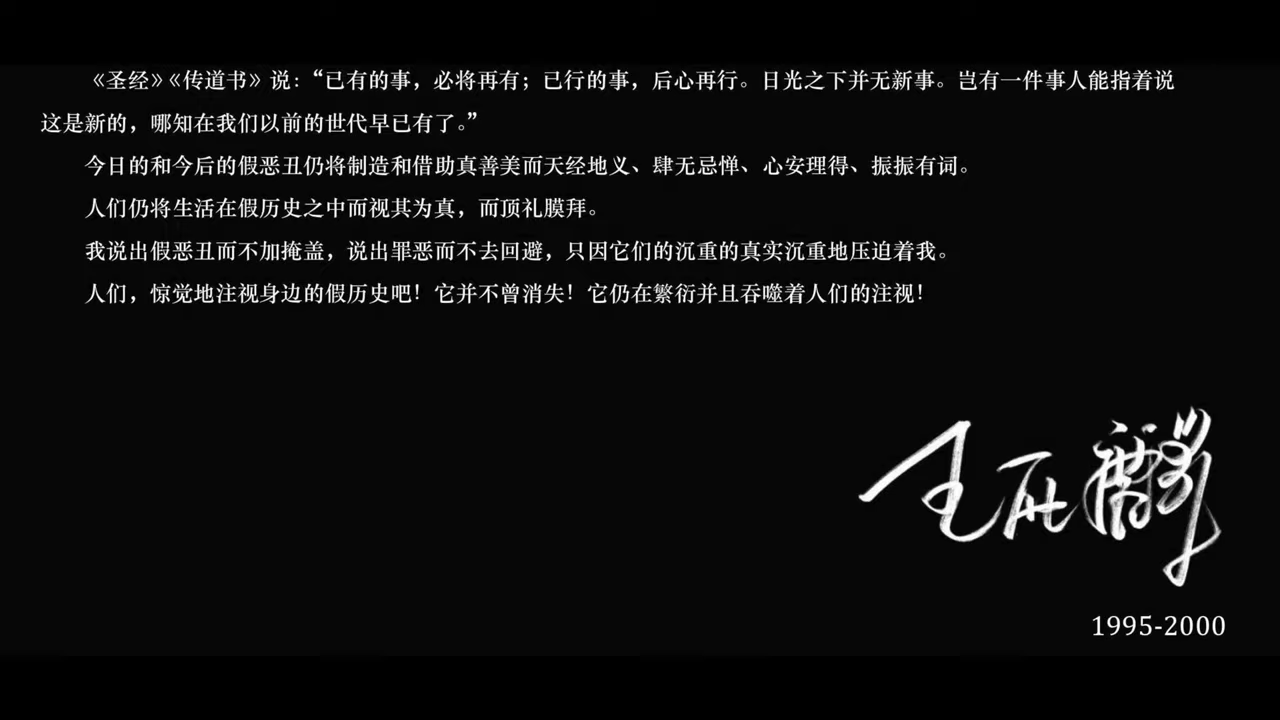 《圣经》《传道书》说：“已有的事，必将再有；已行的事，后心再行。日光之下并无新事。岂有一件事人能指着说
这是新的，哪知在我们以前的世代早已有了。”
今日的和今后的假恶丑仍将制造和借助真善美而天经地义、肆无忌惮、心安理得、振振有词。
人们仍将生活在假历史之中而视其为真，而顶礼膜拜。
我说出假恶丑而不加掩盖，说出罪恶而不去回避，只因它们的沉重的真实沉重地压迫着我。
人们，惊觉地注视身边的假历史吧！它并不曾消失！它仍在繁衍并且吞噬着人们的注视！
1995-2000